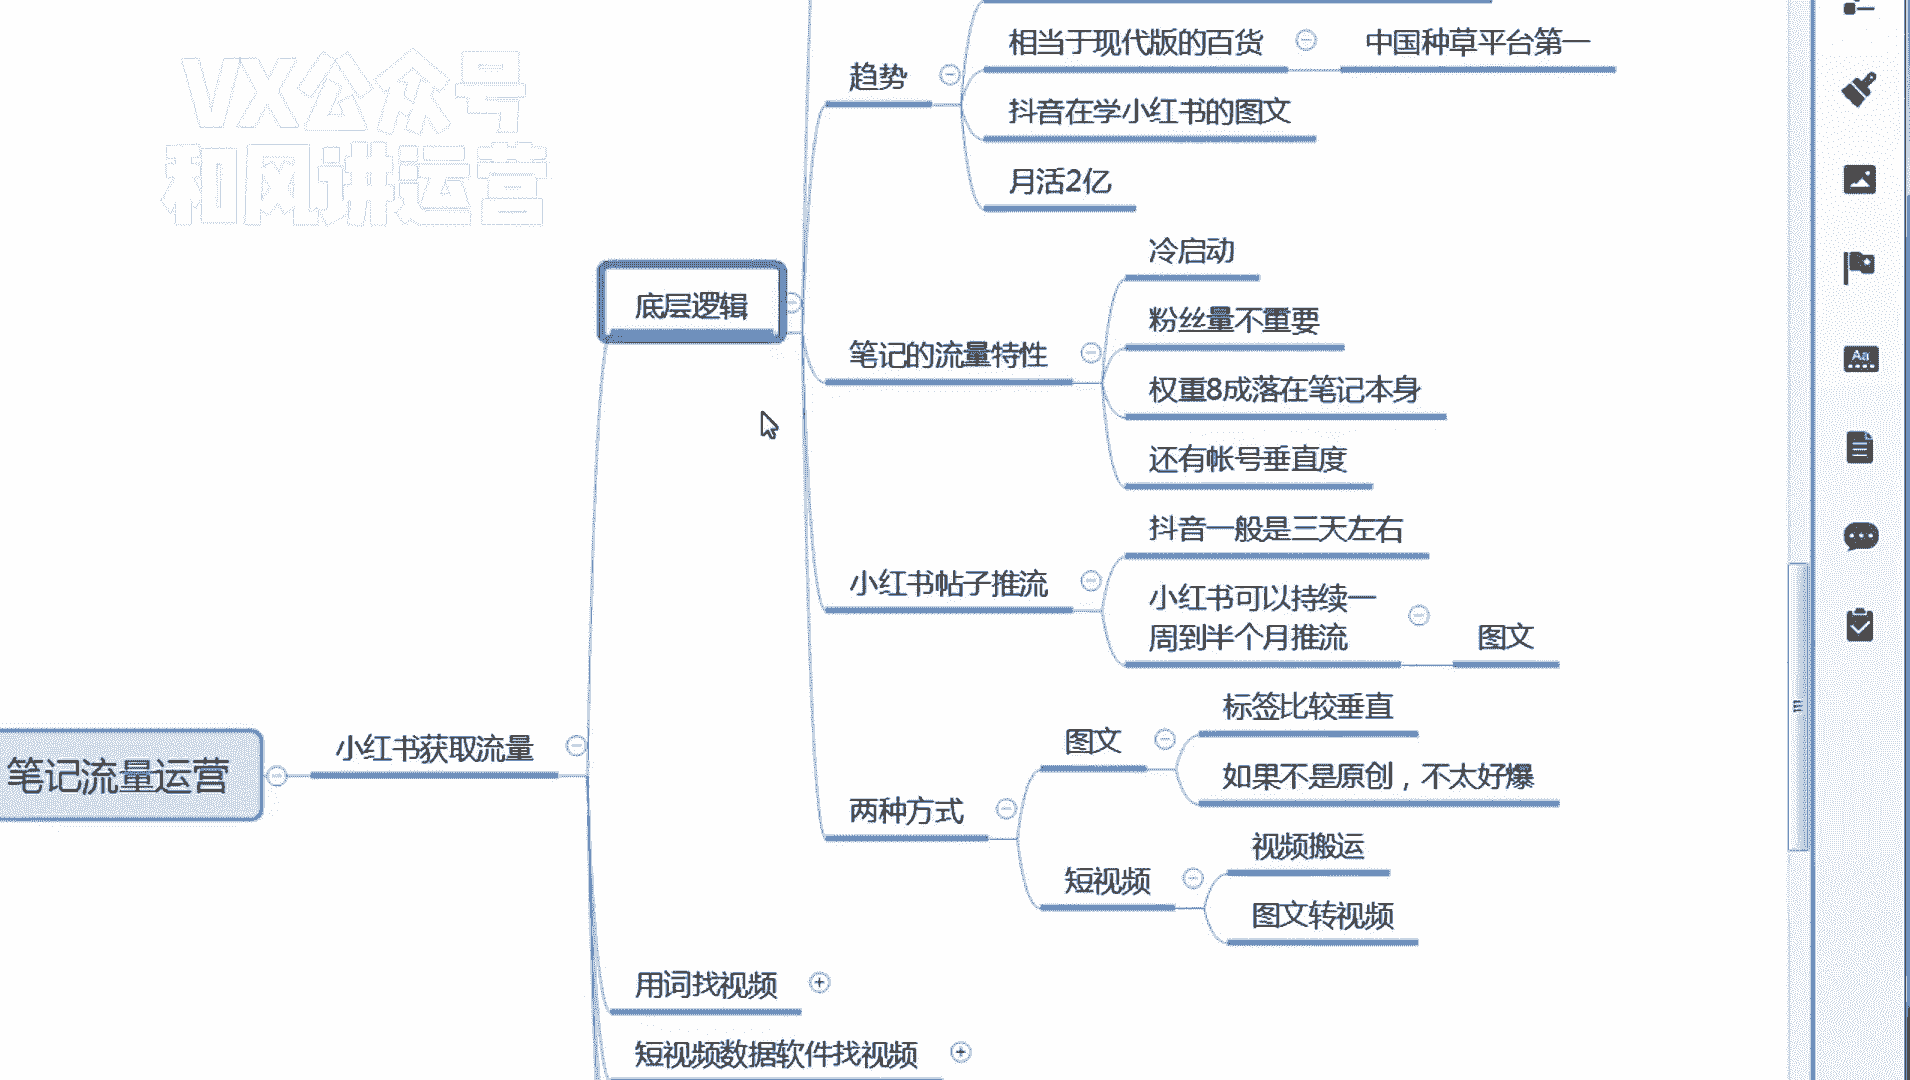 VX公众号
和风讲运营
趋势
相当于现代版的百货
中国种草平台第一
抖音在学小红书的图文
月活2亿
底层逻辑
笔记的流量特性
冷启动
粉丝量不重要
权重8成落在笔记本身
还有帐号垂直度
小红书帖子推流
抖音一般是三天左右
小红书可以持续一
周到半个月推流
图文
笔记流量运营
小红书获取流量
两种方式
图文
标签比较垂直
如果不是原创，不太好爆
短视频
视频搬运
图文转视频
用词找视频
短视频数据软件找视频
Aa